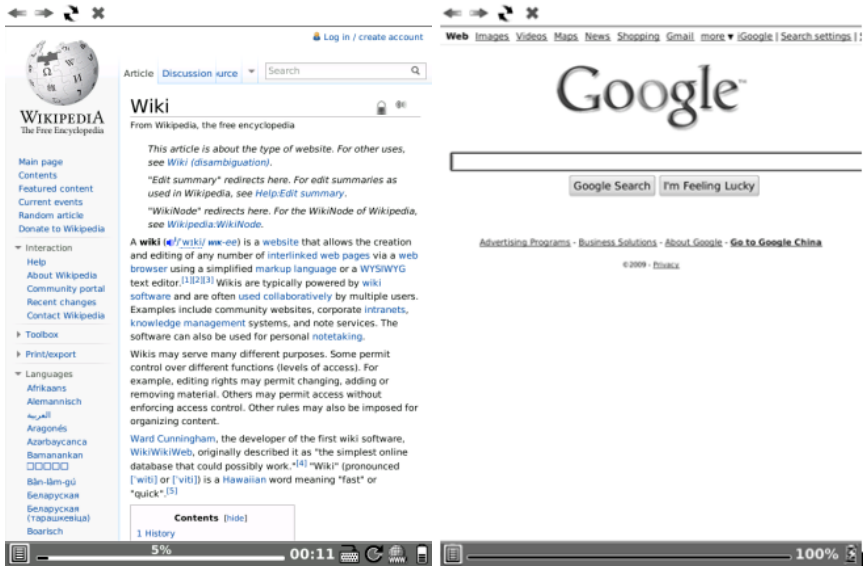 Log in / create account
WIKIPEDIA
The Free Encyclopedia
Main page
Contents
Featured content
Current events
Random article
Donate to Wikipedia
Interaction
Help
About Wikipedia
Community portal
Recent changes
Contact Wikipedia
Toolbox
Print/export
Languages
Afrikaans
Alemannisch
العربية
Aragonés
Azərbaycanca
Bamanankan
Bân-lâm-gú
Беларуская
Беларуская
(тарашкевіца)
Boarisch
Article Discussion urce Search
Wiki
From Wikipedia, the free encyclopedia
This article is about the type of website. For other uses,
see Wiki (disambiguation).
"Edit summary" redirects here. For edit summaries as
used in Wikipedia, see Help:Edit summary.
"WikiNode" redirects here. For the WikiNode of Wikipedia,
see Wikipedia:WikiNode.
A wiki (/ˈwɪki/ WIK-ee) is a website that allows the creation
and editing of any number of interlinked web pages via a web
browser using a simplified markup language or a WYSIWYG
text editor.[1][2][3] Wikis are typically powered by wiki
software and are often used collaboratively by multiple users.
Examples include community websites, corporate intranets,
knowledge management systems, and note services. The
software can also be used for personal notetaking.
Wikis may serve many different purposes. Some permit
control over different functions (levels of access). For
example, editing rights may permit changing, adding or
removing material. Others may permit access without
enforcing access control. Other rules may also be imposed for
organizing content.
Ward Cunningham, the developer of the first wiki software,
WikiWikiWeb, originally described it as "the simplest online
database that could possibly work."[4] "Wiki" (pronounced
['witi] or ['viti]) is a Hawaiian word meaning "fast" or
"quick".[5]
Contents [hide]
1 History
5% 00:11 WWW
Web Images Videos Maps News Shopping Gmail more ▼ iGoogle | Search settings |
Google™
Google Search I'm Feeling Lucky
Advertising Programs - Business Solutions - About Google - Go to Google China
©2009 - Privacy
100%